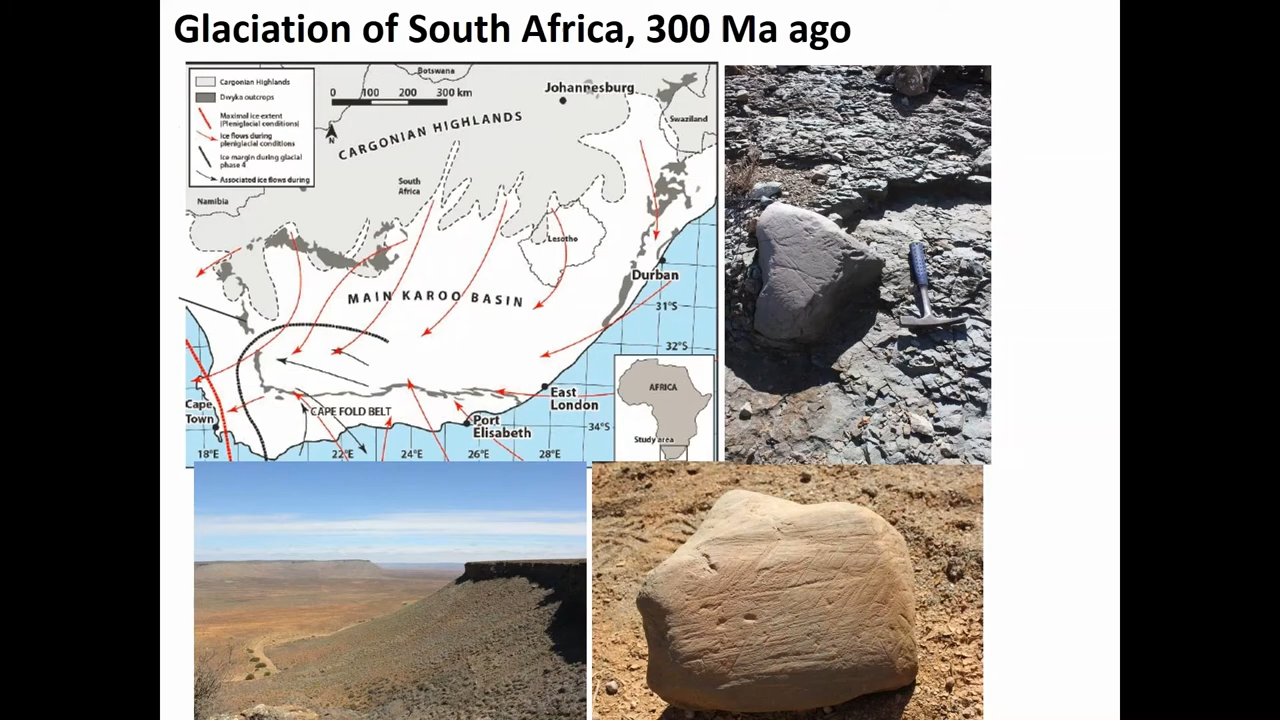 Glaciation of South Africa, 300 Ma ago
Cargonian Highlands
Dwyka outcrops
Maximal ice extent
(Pleniglacial conditions)
Ice flows during
pleniglacial conditions
Ice margin during glacial
phase 4
Associated ice flows during
0 100 200 300 km
N
Botswana
Johannesburg
CARGONIAN HIGHLANDS
Swaziland
South
Africa
Namibia
Lesotho
Durban
MAIN KAROO BASIN
31°S
32°S
AFRICA
Study area
East
London
Cape
Town
CAPE FOLD BELT
Port
Elisabeth
34°S
18°E 22°E 24°E 26°E 28°E